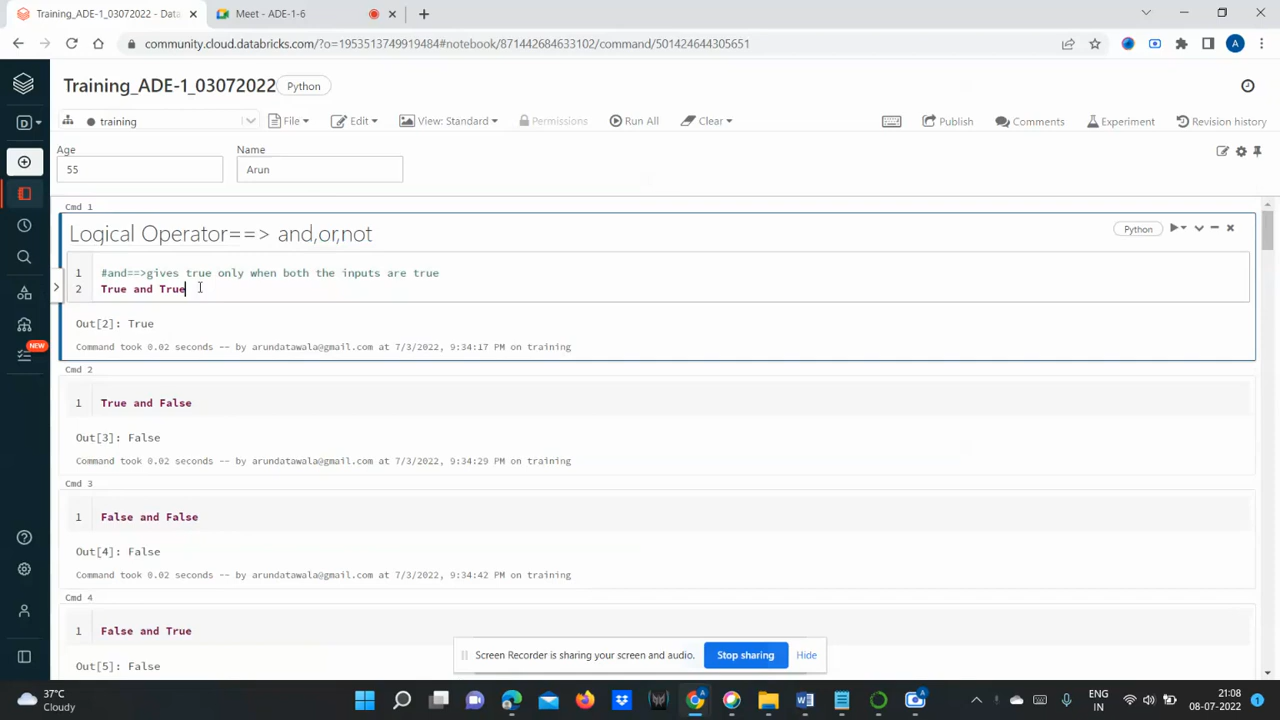 Training_ADE-1_03072022 - Data
Meet - ADE-1-6
community.cloud.databricks.com/?o=1953513749919484#notebook/871442684633102/command/501424644305651
A
Training_ADE-1_03072022 Python
D
training File Edit View: Standard Permissions Run All Clear Publish Comments Experiment Revision history
Age Name
55 Arun
Cmd 1
Logical Operator==> and,or,not
Python
1 #and==>gives true only when both the inputs are true
2 True and True
Out[2]: True
Command took 0.02 seconds -- by arundatawala@gmail.com at 7/3/2022, 9:34:17 PM on training
NEW
Cmd 2
1 True and False
Out[3]: False
Command took 0.02 seconds -- by arundatawala@gmail.com at 7/3/2022, 9:34:29 PM on training
Cmd 3
1 False and False
Out[4]: False
Command took 0.02 seconds -- by arundatawala@gmail.com at 7/3/2022, 9:34:42 PM on training
Cmd 4
1 False and True
Out[5]: False
Screen Recorder is sharing your screen and audio. Stop sharing Hide
37°C
Cloudy
ENG
IN
21:08
08-07-2022